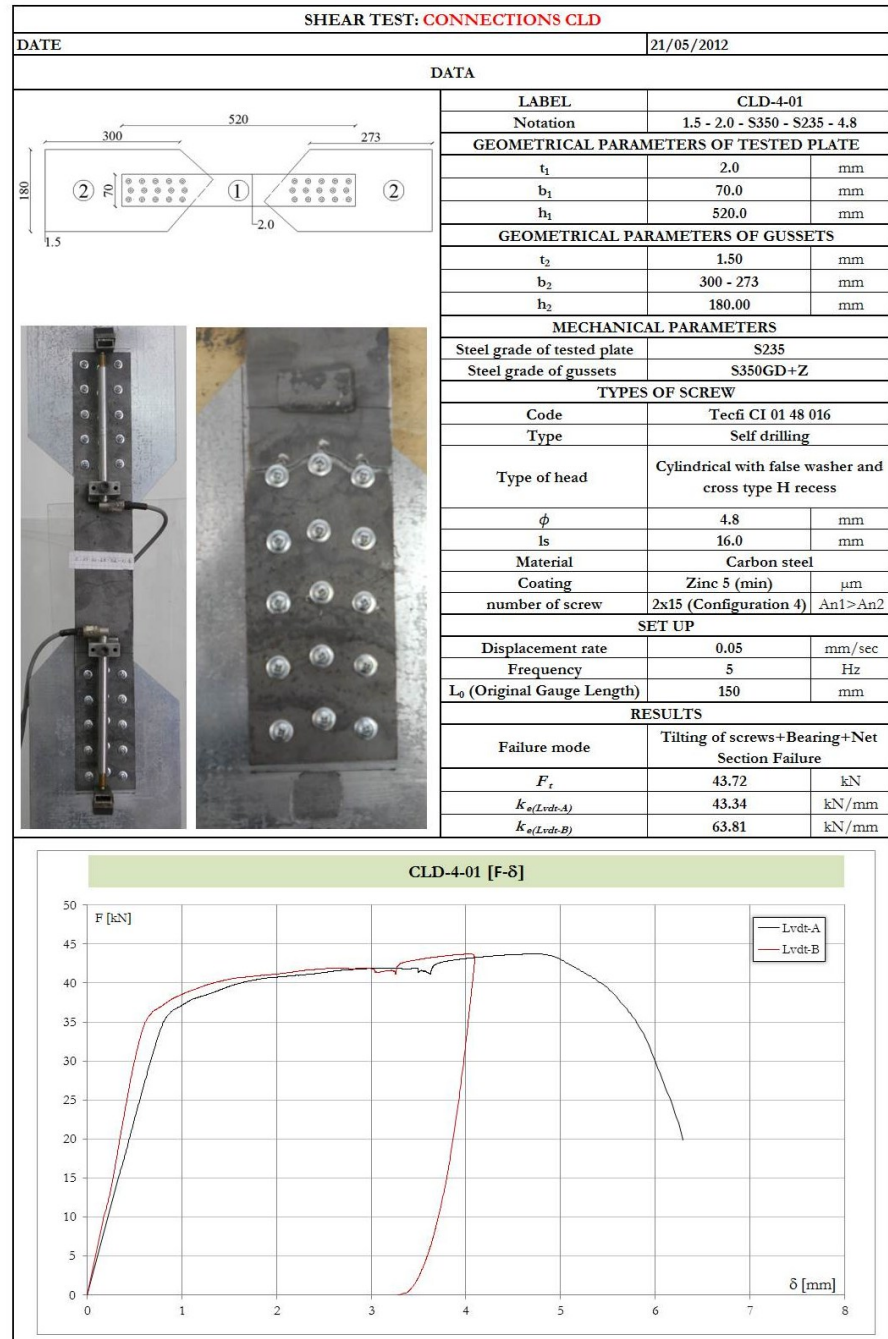 SHEAR TEST: CONNECTIONS CLD
DATE 21/05/2012
DATA
520
300 273
180 70 2 1 2
2.0
1.5
LABEL CLD-4-01
Notation 1.5 - 2.0 - S350 - S235 - 4.8
GEOMETRICAL PARAMETERS OF TESTED PLATE
t1 2.0 mm
b1 70.0 mm
h1 520.0 mm
GEOMETRICAL PARAMETERS OF GUSSETS
t2 1.50 mm
b2 300 - 273 mm
h2 180.00 mm
MECHANICAL PARAMETERS
Steel grade of tested plate S235
Steel grade of gussets S350GD+Z
TYPES OF SCREW
Code Tecfi CI 01 48 016
Type Self drilling
Type of head Cylindrical with false washer and
cross type H recess
ϕ 4.8 mm
ls 16.0 mm
Material Carbon steel
Coating Zinc 5 (min) μm
number of screw 2x15 (Configuration 4) An1>An2
SET UP
Displacement rate 0.05 mm/sec
Frequency 5 Hz
L0 (Original Gauge Length) 150 mm
RESULTS
Failure mode Tilting of screws+Bearing+Net
Section Failure
Ft 43.72 kN
ke(Lvdt-A) 43.34 kN/mm
ke(Lvdt-B) 63.81 kN/mm
CLD-4-01 [F-δ]
F [kN]
50
45
40
35
30
25
20
15
10
5
0
Lvdt-A
Lvdt-B
δ [mm]
0 1 2 3 4 5 6 7 8